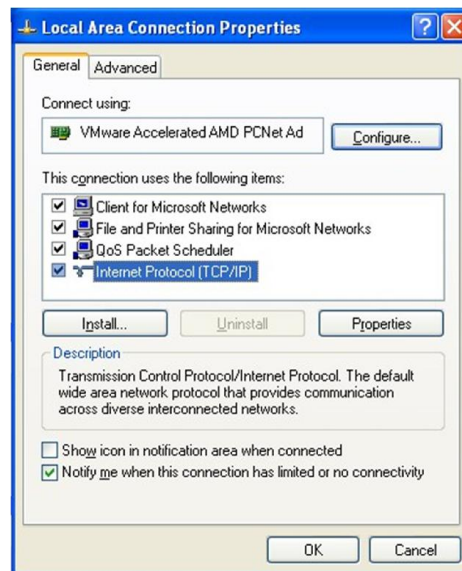 Local Area Connection Properties
General Advanced
Connect using:
VMware Accelerated AMD PCNet Ad
Configure...
This connection uses the following items:
Client for Microsoft Networks
File and Printer Sharing for Microsoft Networks
QoS Packet Scheduler
Internet Protocol (TCP/IP)
Install... Uninstall Properties
Description
Transmission Control Protocol/Internet Protocol. The default
wide area network protocol that provides communication
across diverse interconnected networks.
Show icon in notification area when connected
Notify me when this connection has limited or no connectivity
OK Cancel